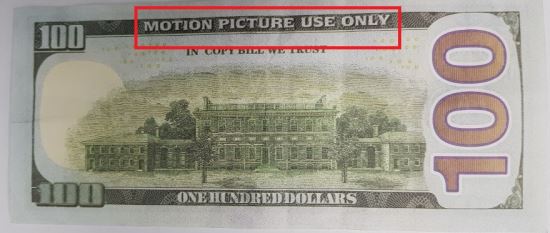 MOTION PICTURE USE ONLY
100
IN COPY BILL WE TRUST
100
100
ONE HUNDRED DOLLARS